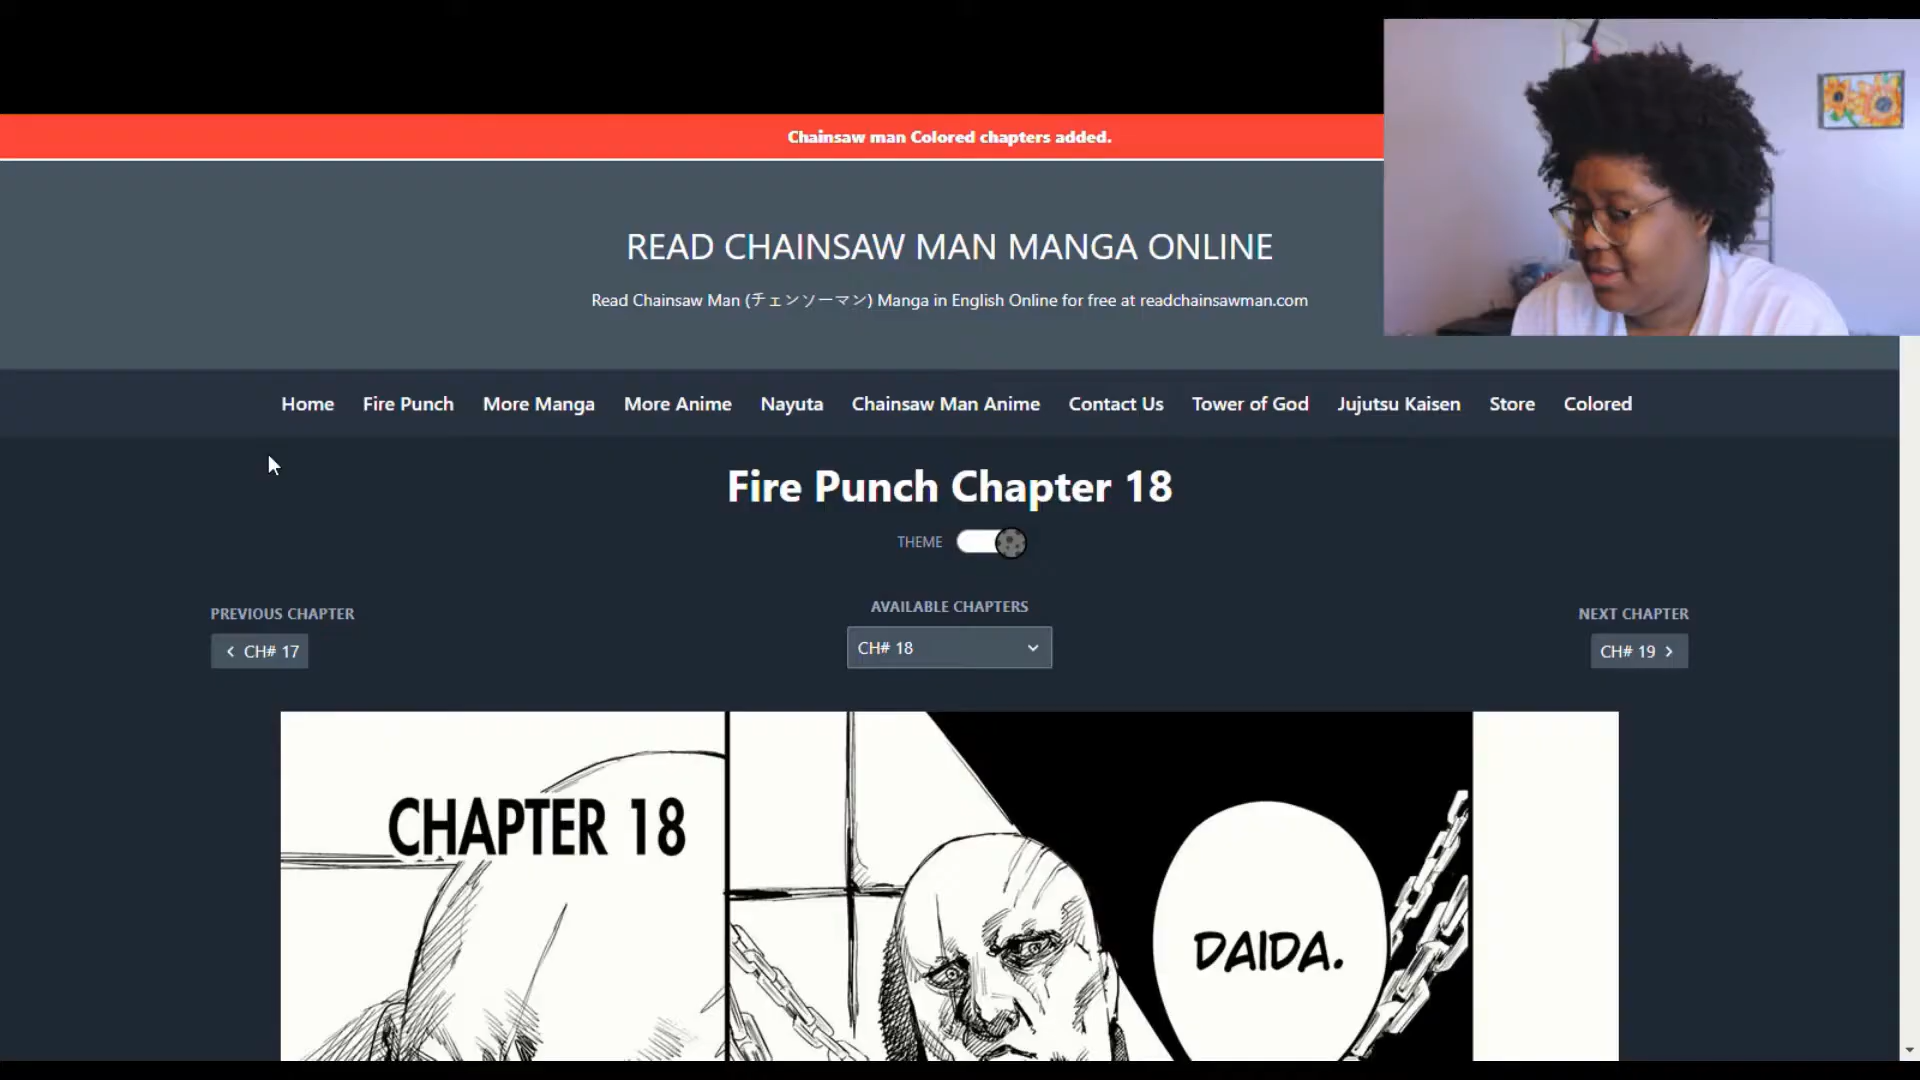 Chainsaw man Colored chapters added.
READ CHAINSAW MAN MANGA ONLINE
Read Chainsaw Man (チェンソーマン) Manga in English Online for free at readchainsawman.com
Home Fire Punch More Manga More Anime Nayuta Chainsaw Man Anime Contact Us Tower of God Jujutsu Kaisen Store Colored
Fire Punch Chapter 18
THEME
PREVIOUS CHAPTER
AVAILABLE CHAPTERS
NEXT CHAPTER
CH# 17
CH# 18
CH# 19
CHAPTER 18
DAIDA.